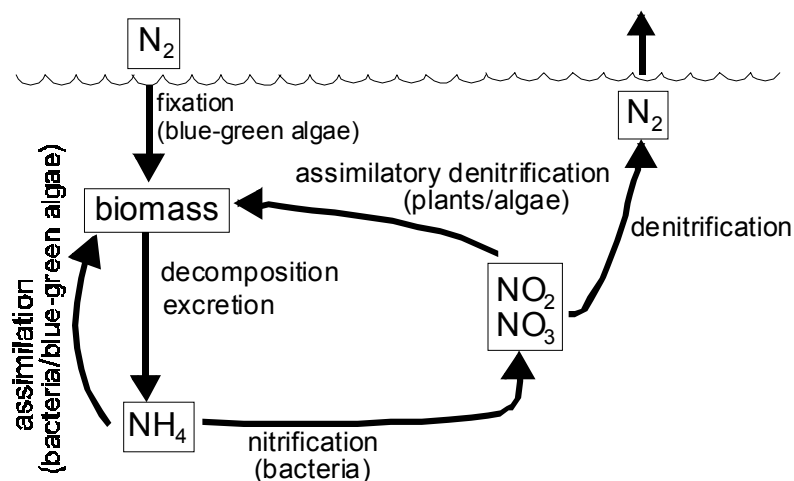 N₂
fixation
(blue-green algae)
N₂
assimilatory denitrification
(plants/algae)
biomass
denitrification
decomposition
excretion
NO₂
NO₃
assimilation
(bacteria/blue-green algae)
NH₄
nitrification
(bacteria)